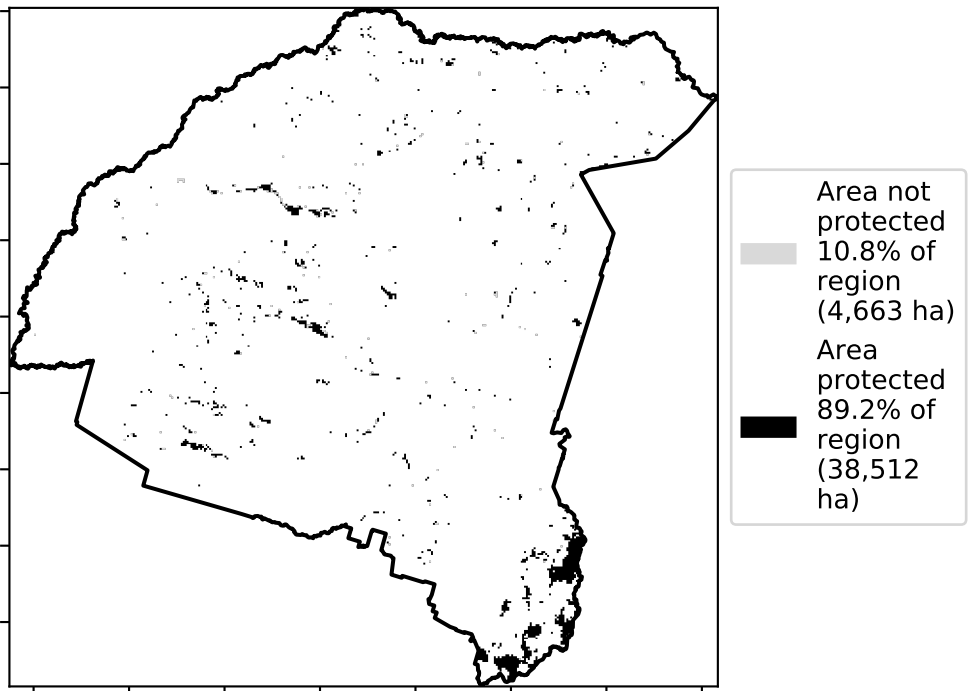 Area not
protected
10.8% of
region
(4,663 ha)
Area
protected
89.2% of
region
(38,512
ha)